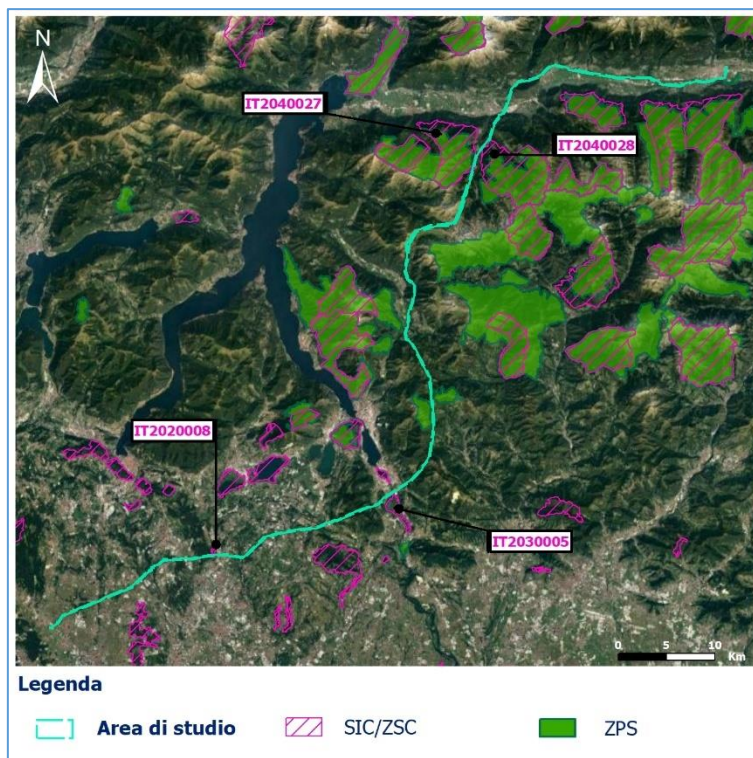 N
IT2040027
IT2040028
IT2020008
IT2030005
0 5 10
Km
Legenda
Area di studio
SIC/ZSC
ZPS